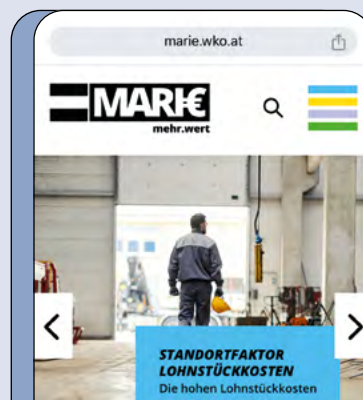 marie.wko.at
MARI€
mehr.wert
STANDORTFAKTOR
LOHNSTÜCKKOSTEN
Die hohen Lohnstückkosten